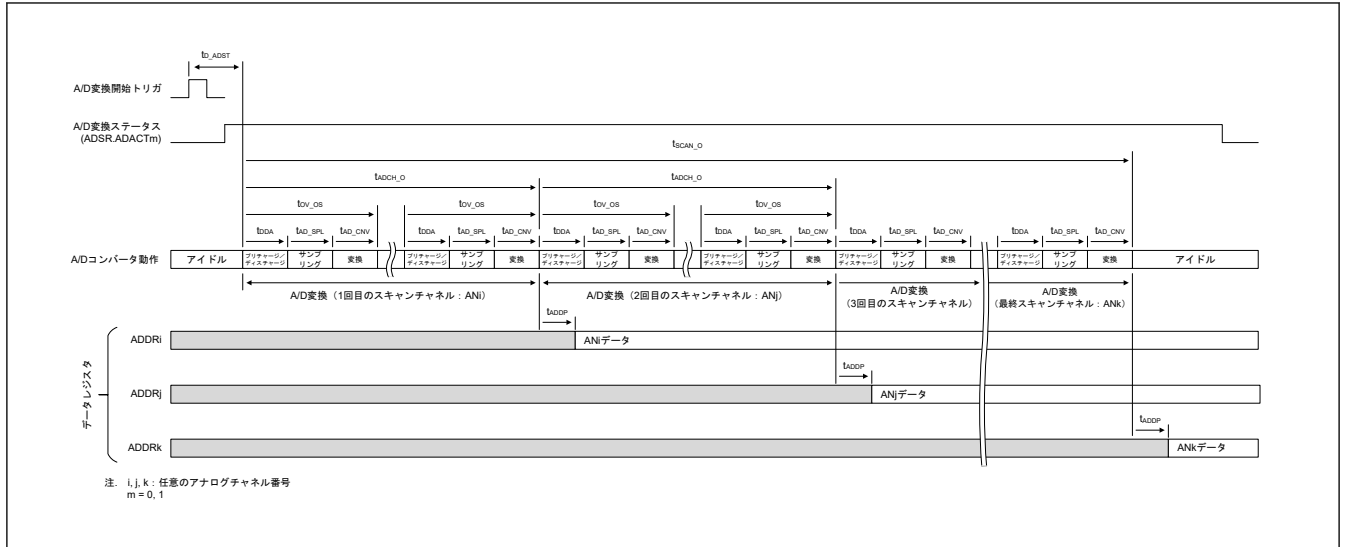 tD_ADST
A/D変換開始トリガ
A/D変換ステータス
(ADSR.ADACTm)
tSCAN_O
tADCH_O tADCH_O
tOV_OS tOV_OS tOV_OS tOV_OS
tDDA tAD_SPL tAD_CNV tDDA tAD_SPL tAD_CNV tDDA tAD_SPL tAD_CNV tDDA tAD_SPL tAD_CNV tDDA tAD_SPL tAD_CNV tDDA tAD_SPL tAD_CNV
A/Dコンバータ動作 アイドル プリチャージ/ディスチャージ サンプリング 変換 プリチャージ/ディスチャージ サンプリング 変換 プリチャージ/ディスチャージ サンプリング 変換 プリチャージ/ディスチャージ サンプリング 変換 プリチャージ/ディスチャージ サンプリング 変換 プリチャージ/ディスチャージ サンプリング 変換 アイドル
A/D変換(1回目のスキャンチャネル:ANi) A/D変換(2回目のスキャンチャネル:ANj) A/D変換(3回目のスキャンチャネル) A/D変換(最終スキャンチャネル:ANk)
tADDP
ADDRi ANiデータ
tADDP
データレジスタ
ADDRj ANjデータ
tADDP
ADDRk ANkデータ
注. i, j, k:任意のアナログチャネル番号
m = 0, 1